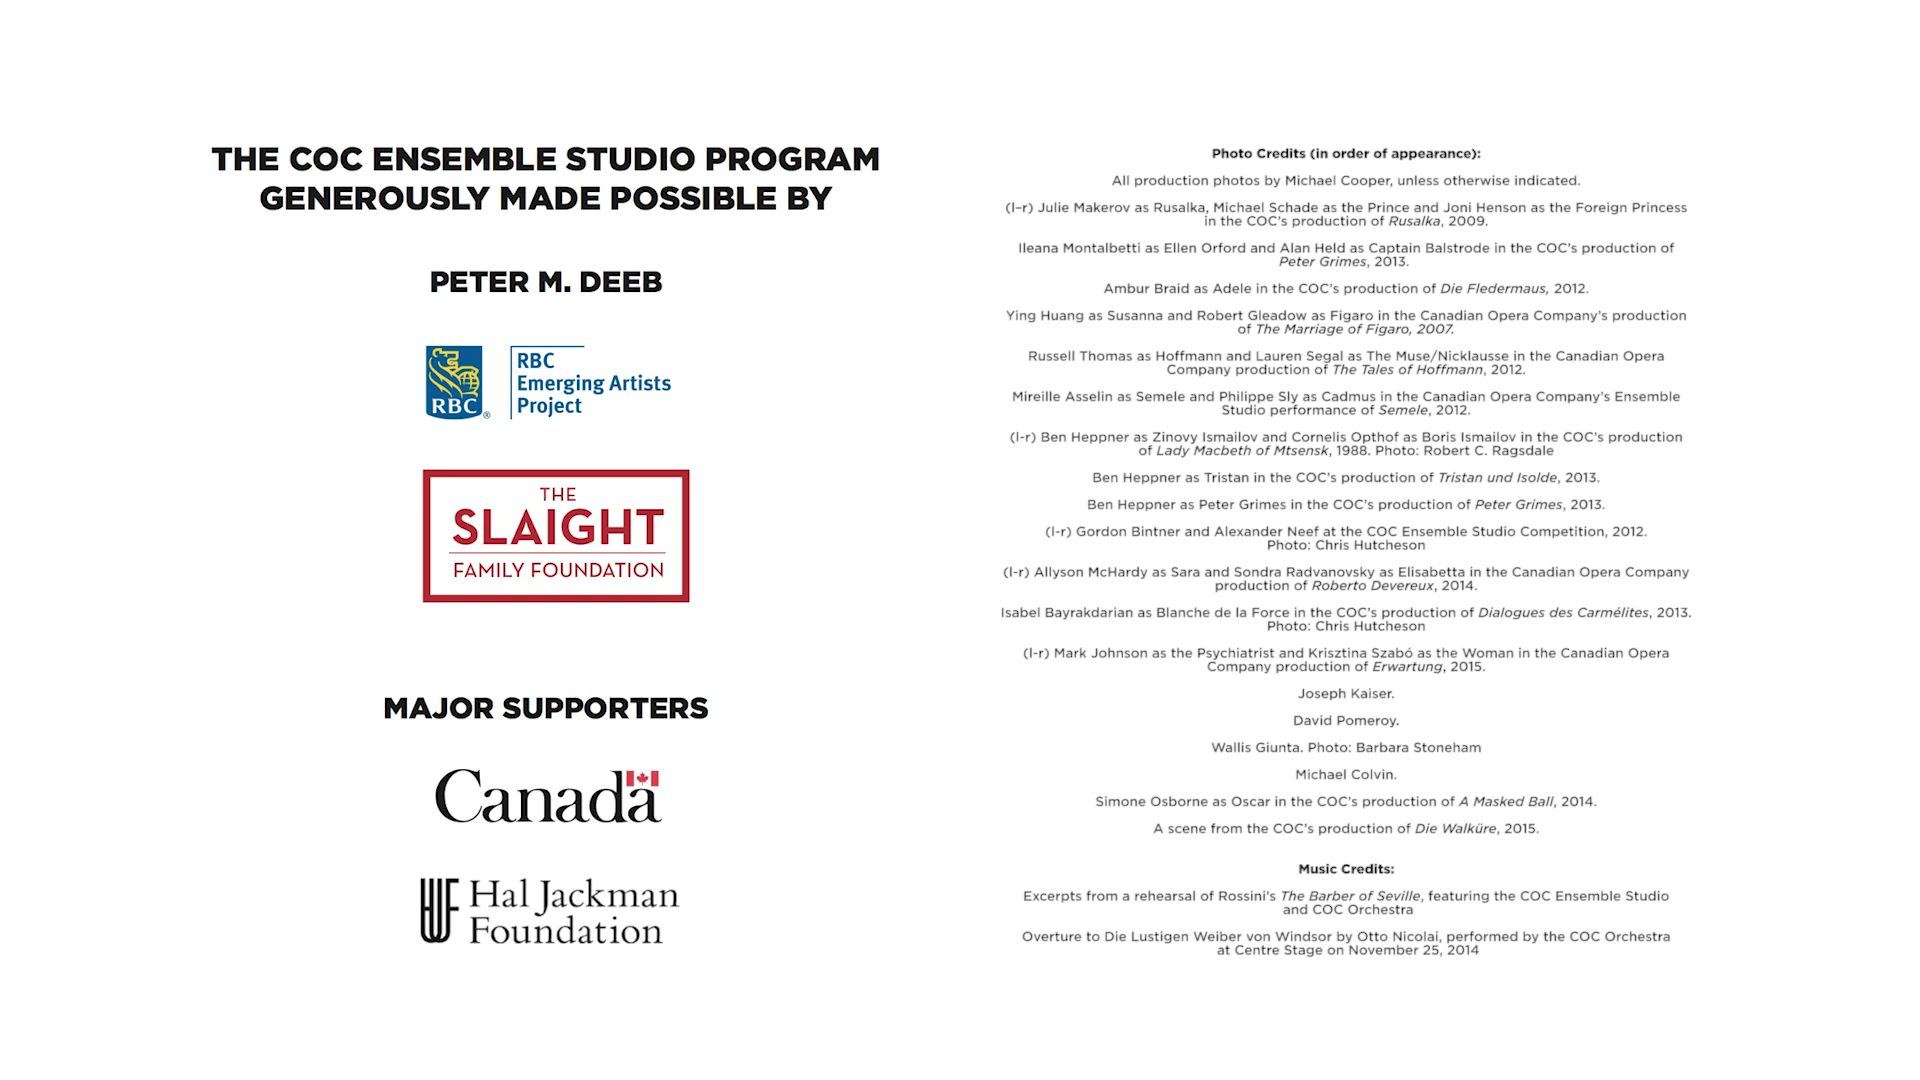 THE COC ENSEMBLE STUDIO PROGRAM
GENEROUSLY MADE POSSIBLE BY
PETER M. DEEB
RBC
RBC
Emerging Artists
Project
THE
SLAIGHT
FAMILY FOUNDATION
MAJOR SUPPORTERS
Canada
Hal Jackman
Foundation
Photo Credits (in order of appearance):
All production photos by Michael Cooper, unless otherwise indicated.
(l–r) Julie Makerov as Rusalka, Michael Schade as the Prince and Joni Henson as the Foreign Princess
in the COC's production of Rusalka, 2009.
Ileana Montalbetti as Ellen Orford and Alan Held as Captain Balstrode in the COC's production of
Peter Grimes, 2013.
Ambur Braid as Adele in the COC's production of Die Fledermaus, 2012.
Ying Huang as Susanna and Robert Gleadow as Figaro in the Canadian Opera Company's production
of The Marriage of Figaro, 2007.
Russell Thomas as Hoffmann and Lauren Segal as The Muse/Nicklausse in the Canadian Opera
Company production of The Tales of Hoffmann, 2012.
Mireille Asselin as Semele and Philippe Sly as Cadmus in the Canadian Opera Company's Ensemble
Studio performance of Semele, 2012.
(l-r) Ben Heppner as Zinovy Ismailov and Cornelis Opthof as Boris Ismailov in the COC's production
of Lady Macbeth of Mtsensk, 1988. Photo: Robert C. Ragsdale
Ben Heppner as Tristan in the COC's production of Tristan und Isolde, 2013.
Ben Heppner as Peter Grimes in the COC's production of Peter Grimes, 2013.
(l-r) Gordon Bintner and Alexander Neef at the COC Ensemble Studio Competition, 2012.
Photo: Chris Hutcheson
(l-r) Allyson McHardy as Sara and Sondra Radvanovsky as Elisabetta in the Canadian Opera Company
production of Roberto Devereux, 2014.
Isabel Bayrakdarian as Blanche de la Force in the COC's production of Dialogues des Carmélites, 2013.
Photo: Chris Hutcheson
(l-r) Mark Johnson as the Psychiatrist and Krisztina Szabó as the Woman in the Canadian Opera
Company production of Erwartung, 2015.
Joseph Kaiser.
David Pomeroy.
Wallis Giunta. Photo: Barbara Stoneham
Michael Colvin.
Simone Osborne as Oscar in the COC's production of A Masked Ball, 2014.
A scene from the COC's production of Die Walküre, 2015.
Music Credits:
Excerpts from a rehearsal of Rossini's The Barber of Seville, featuring the COC Ensemble Studio
and COC Orchestra
Overture to Die Lustigen Weiber von Windsor by Otto Nicolai, performed by the COC Orchestra
at Centre Stage on November 25, 2014